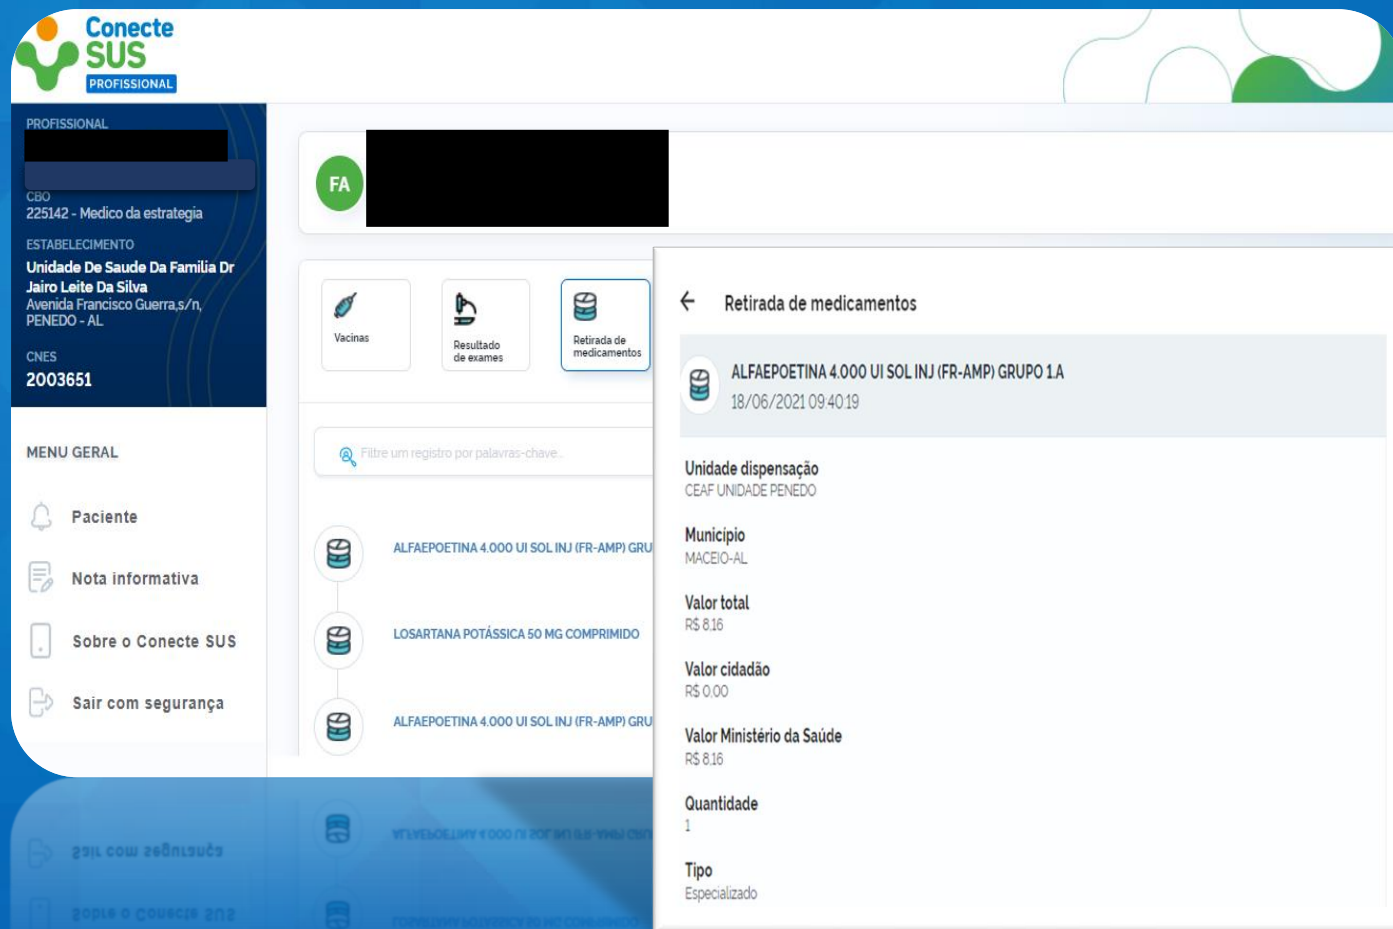 Conecte
SUS
PROFISSIONAL
PROFISSIONAL
CBO
225142 - Medico da estrategia
ESTABELECIMENTO
Unidade De Saude Da Familia Dr
Jairo Leite Da Silva
Avenida Francisco Guerra,s/n,
PENEDO - AL
CNES
2003651
MENU GERAL
Paciente
Nota informativa
Sobre o Conecte SUS
Sair com segurança
FA
Vacinas
Resultado
de exames
Retirada de
medicamentos
Filtre um registro por palavras-chave...
ALFAEPOETINA 4.000 UI SOL INJ (FR-AMP) GRU
LOSARTANA POTÁSSICA 50 MG COMPRIMIDO
ALFAEPOETINA 4.000 UI SOL INJ (FR-AMP) GRU
Retirada de medicamentos
ALFAEPOETINA 4.000 UI SOL INJ (FR-AMP) GRUPO 1.A
18/06/2021 09:40:19
Unidade dispensação
CEAF UNIDADE PENEDO
Município
MACEIO-AL
Valor total
R$ 8,16
Valor cidadão
R$ 0,00
Valor Ministério da Saúde
R$ 8,16
Quantidade
1
Tipo
Especializado